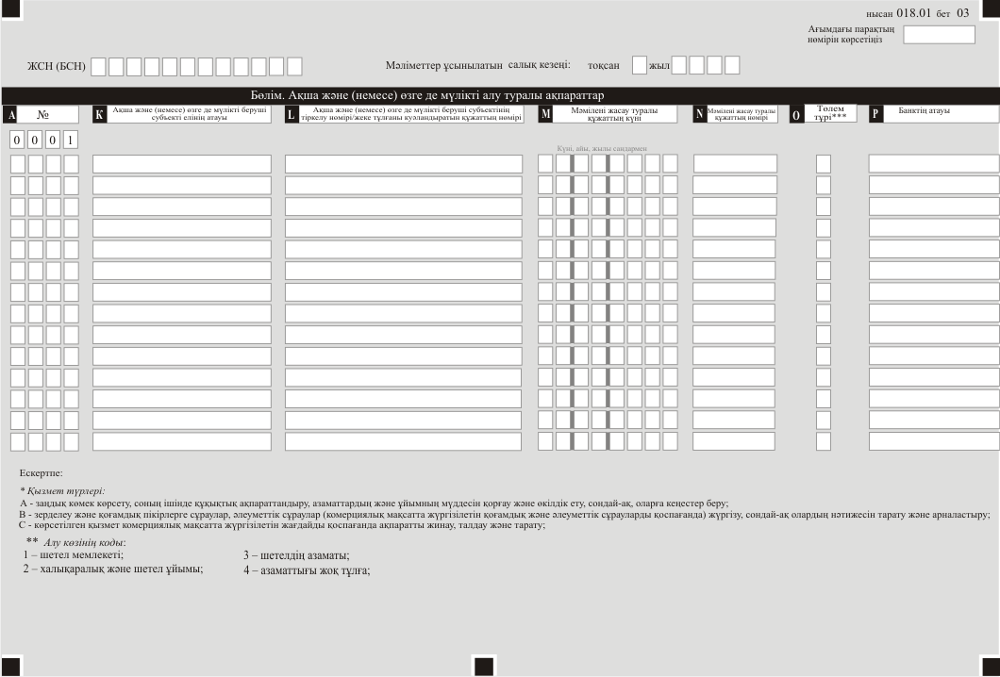 нысан 018.01 бет 03
Ағымдағы парақтың
нөмірін көрсетіңіз
ЖСН (БСН)
Мәліметтер ұсынылатын салық кезеңі: тоқсан жыл
Бөлім. Ақша және (немесе) өзге де мүлікті алу туралы ақпараттар
A №
K Ақша және (немесе) өзге де мүлікті беруші
субъекті елінің атауы
L Ақша және (немесе) өзге де мүлікті беруші субъектінің
тіркелу нөмірі/жеке тұлғаны куәландыратын құжаттың нөмірі
M Мәмілені жасау туралы
құжаттың күні
N Мәмілені жасау туралы
құжаттың нөмірі
O Төлем
түрі***
P Банктің атауы
0 0 0 1
Күні, айы, жылы сандармен
Ескертпе:
* Қызмет түрлері:
А - заңдық көмек көрсету, соның ішінде құқықтық ақпараттандыру, азаматтардың және ұйымның мүддесін қорғау және өкілдік ету, сондай-ақ, оларға кеңестер беру;
В - зерделеу және қоғамдық пікірлерге сұраулар, әлеуметтік сұраулар (комерциялық мақсатта жүргізілетін қоғамдық және әлеуметтік сұрауларды қоспағанда) жүргізу, сондай-ақ олардың нәтижесін тарату және арналастыру;
С - көрсетілген қызмет комерциялық мақсатта жүргізілетін жағдайды қоспағанда ақпаратты жинау, талдау және тарату;
** Алу көзінің коды:
1 – шетел мемлекеті;
2 – халықаралық және шетел ұйымы;
3 – шетелдің азаматы;
4 – азаматтығы жоқ тұлға;